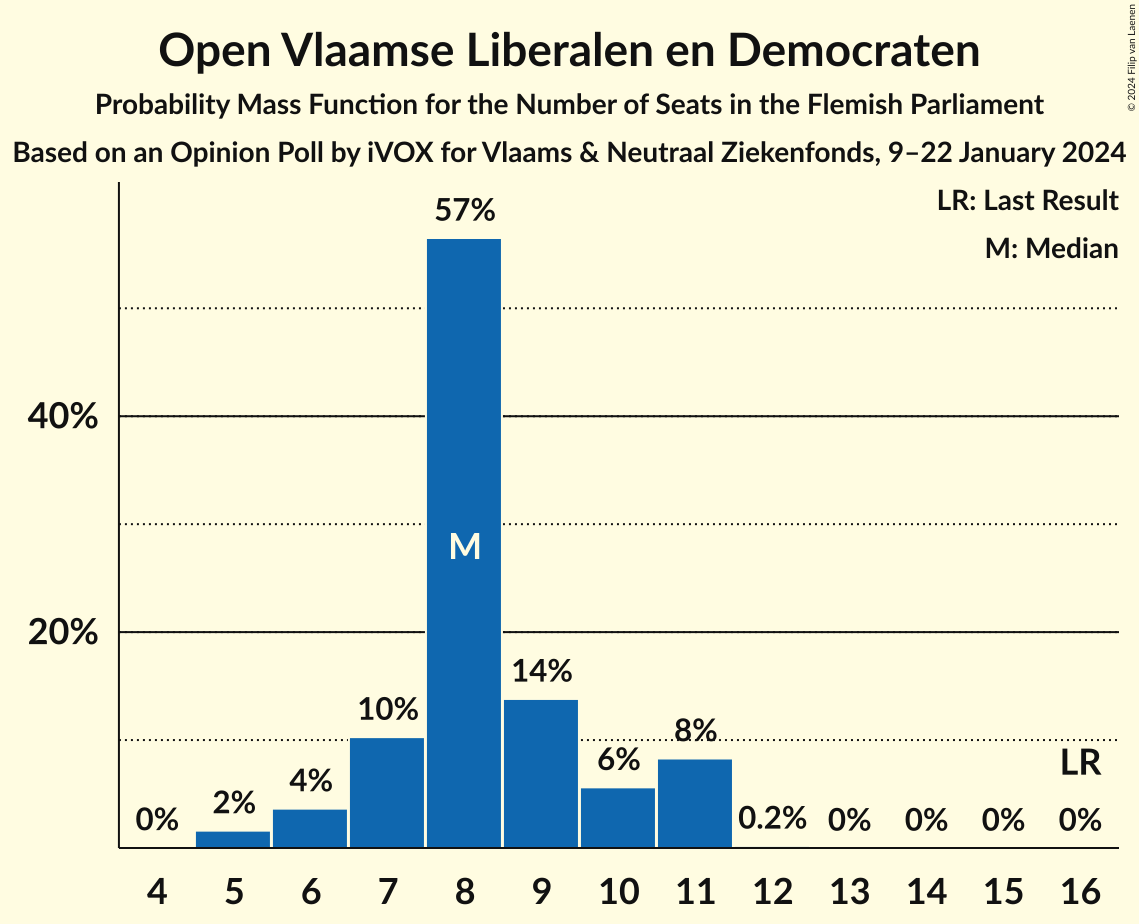 Open Vlaamse Liberalen en Democraten
Probability Mass Function for the Number of Seats in the Flemish Parliament
Based on an Opinion Poll by iVOX for Vlaams & Neutraal Ziekenfonds, 9–22 January 2024
© 2024 Filip van Laenen
LR: Last Result
M: Median
57%
40%
M
20%
14%
10%
8%
6%
LR
4%
2%
0%
0.2%
0%
0%
0%
0%
4 5 6 7 8 9 10 11 12 13 14 15 16